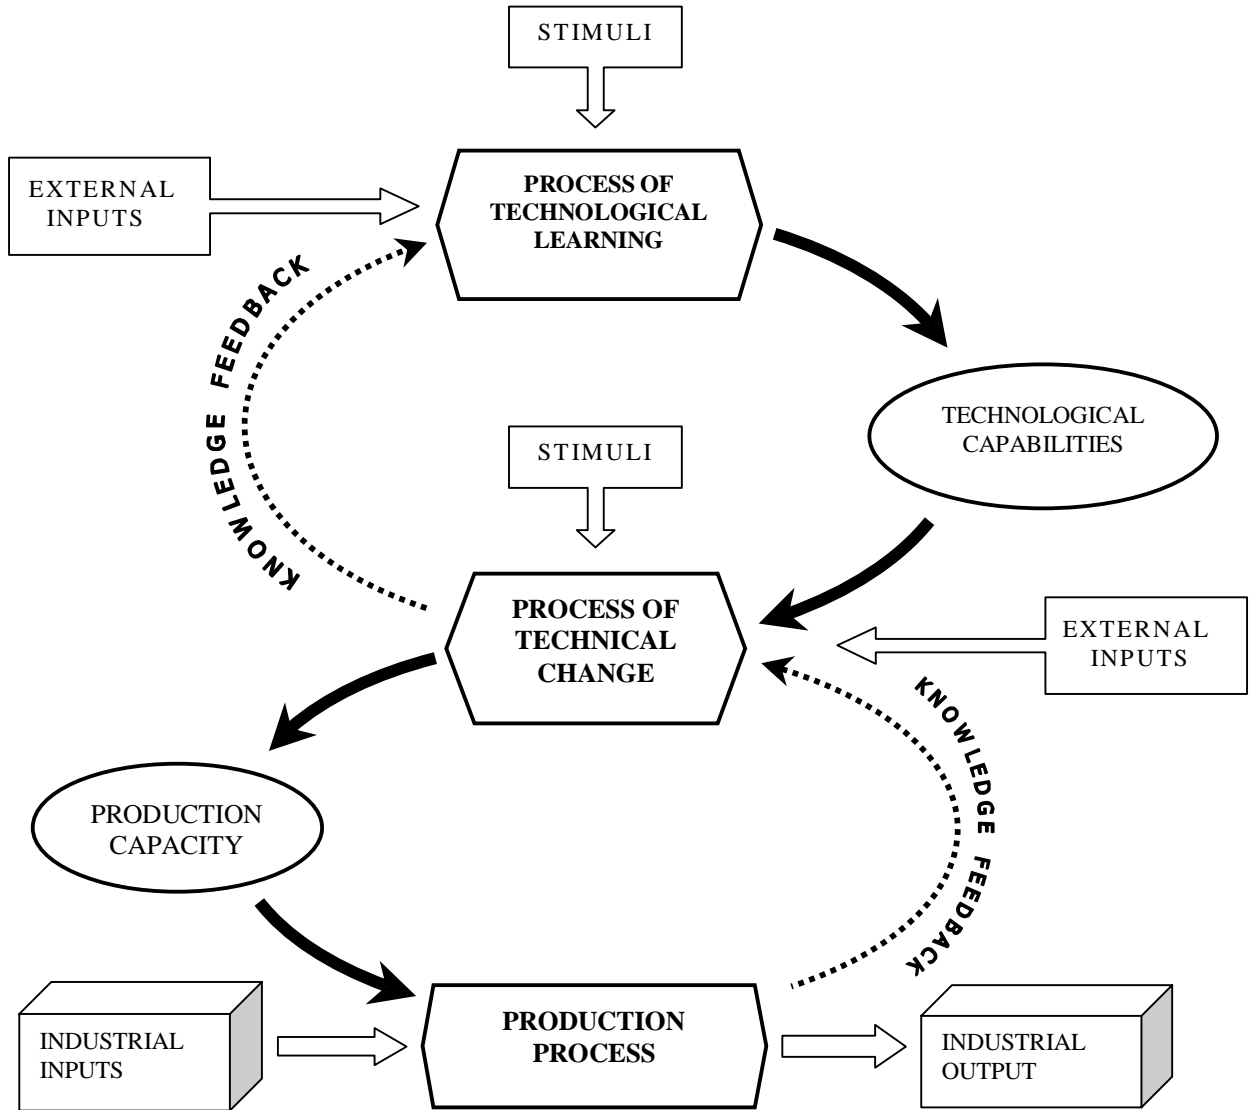 STIMULI
EXTERNAL
INPUTS
PROCESS OF
TECHNOLOGICAL
LEARNING
KNOWLEDGE FEEDBACK
TECHNOLOGICAL
CAPABILITIES
STIMULI
PROCESS OF
TECHNICAL
CHANGE
EXTERNAL
INPUTS
KNOWLEDGE FEEDBACK
PRODUCTION
CAPACITY
INDUSTRIAL
INPUTS
PRODUCTION
PROCESS
INDUSTRIAL
OUTPUT